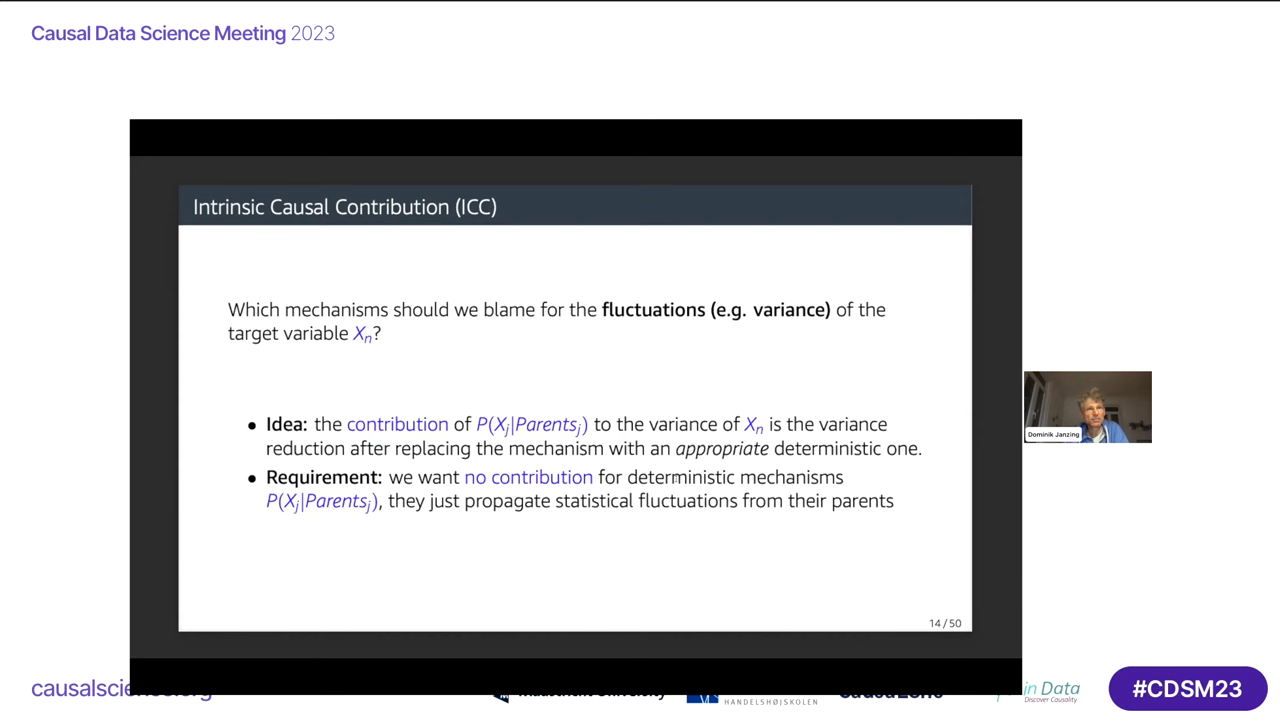 Causal Data Science Meeting 2023
Intrinsic Causal Contribution (ICC)
Which mechanisms should we blame for the fluctuations (e.g. variance) of the
target variable Xn?
• Idea: the contribution of P(Xj|Parentsj) to the variance of Xn is the variance
reduction after replacing the mechanism with an appropriate deterministic one.
• Requirement: we want no contribution for deterministic mechanisms
P(Xj|Parentsj), they just propagate statistical fluctuations from their parents
14/50
Dominik Janzing
HANDELSHØJSKOLEN
in Data
Discover Causality
#CDSM23